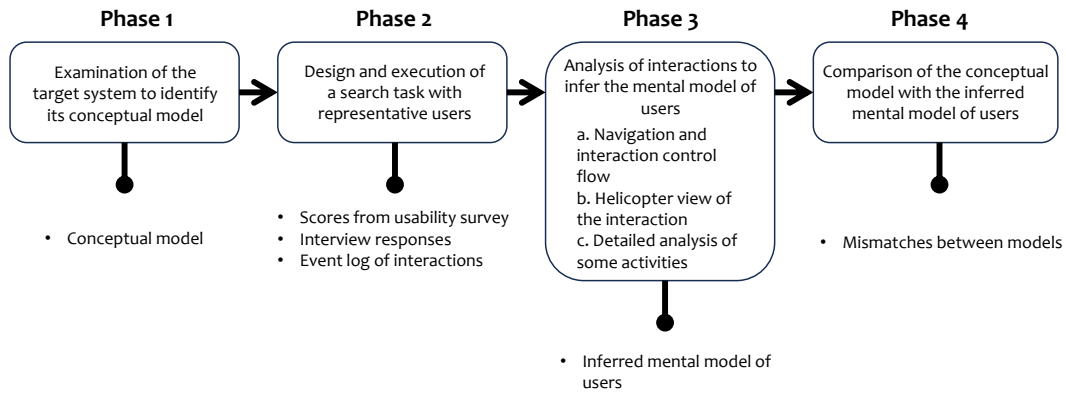 Phase 1
Examination of the
target system to identify
its conceptual model
• Conceptual model
Phase 2
Design and execution of
a search task with
representative users
• Scores from usability survey
• Interview responses
• Event log of interactions
Phase 3
Analysis of interactions to
infer the mental model of
users
a. Navigation and
interaction control
flow
b. Helicopter view of
the interaction
c. Detailed analysis of
some activities
• Inferred mental model of
users
Phase 4
Comparison of the conceptual
model with the inferred
mental model of users
• Mismatches between models